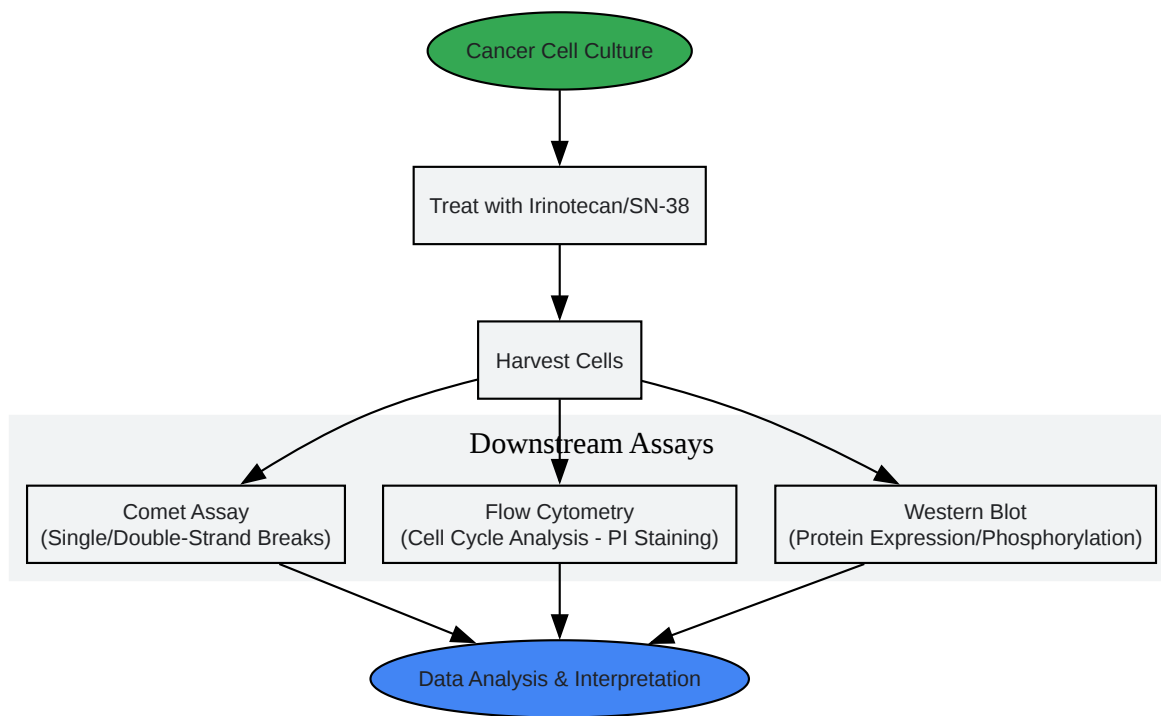 Cancer Cell Culture
Treat with Irinotecan/SN-38
Harvest Cells
Downstream Assays
Comet Assay
(Single/Double-Strand Breaks)
Flow Cytometry
(Cell Cycle Analysis - PI Staining)
Western Blot
(Protein Expression/Phosphorylation)
Data Analysis & Interpretation